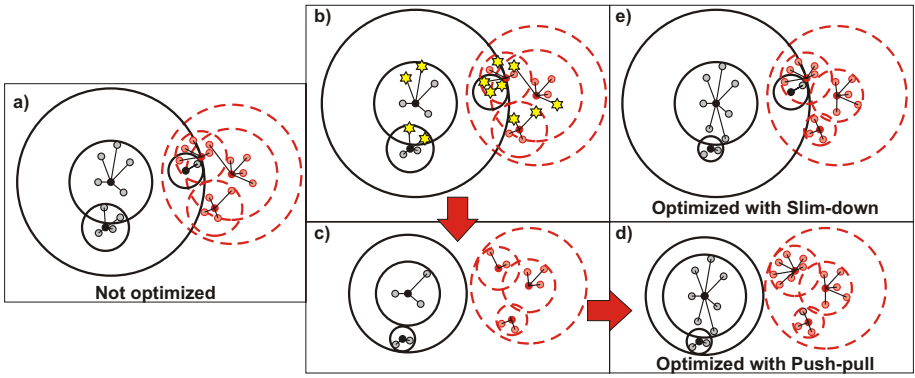 a)
Not optimized
b)
c)
d)
Optimized with Push-pull
e)
Optimized with Slim-down